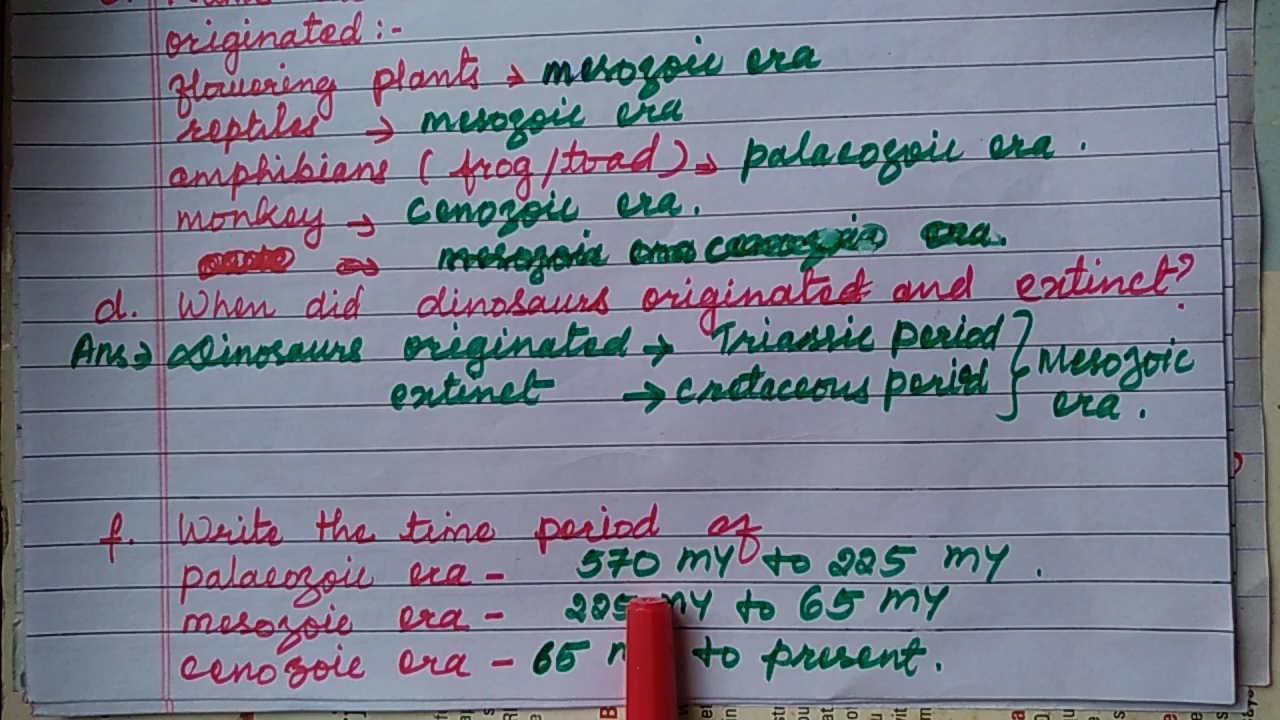 originated :-
flowering plants → mesozoic era
reptiles → mesozoic era
amphibians (frog/toad) → palaeozoic era .
monkey → cenozoic era.
mesozoic era.
d. When did dinosaurs originated and extinct?
Ans → Dinosaurs originated → Triassic Period } Mesozoic
extinct → cretaceous period era .
f. Write the time period of
palaeozoic era - 570 my to 225 my .
mesozoic era - 225 my to 65 my
cenozoic era - 65 to present .